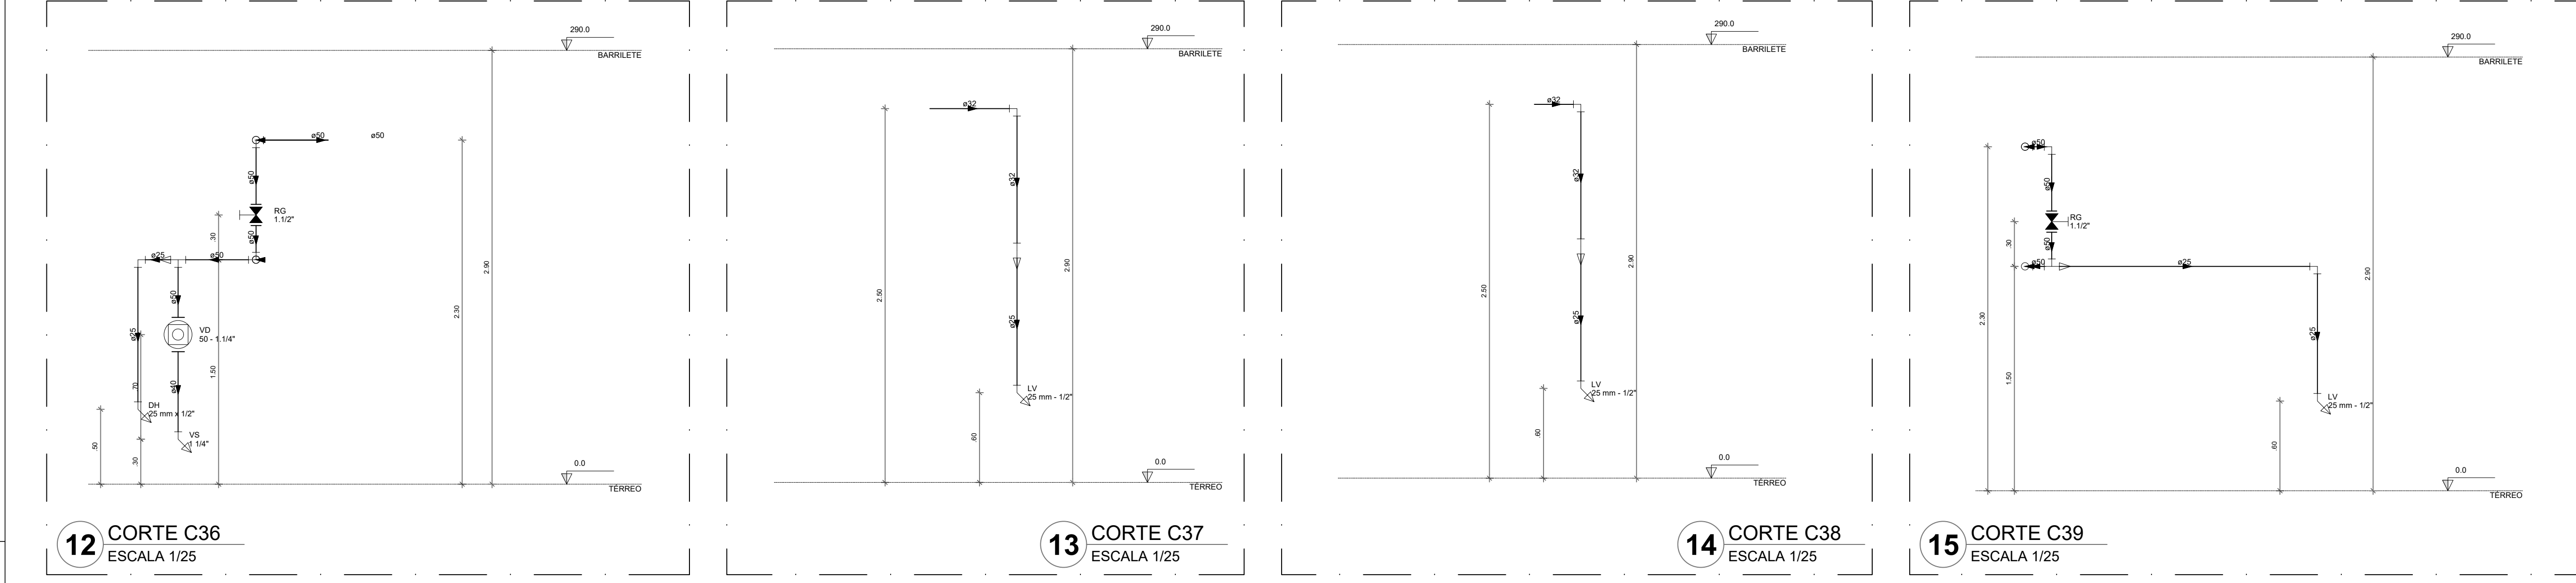 290.0
BARRILETE
ø50
ø50
ø50
RG
1.1/2"
.30
ø50
ø25
ø50
2.90
2.30
ø50
ø25
VD
50 - 1.1/4"
1.50
.70
ø40
DH
25 mm x 1/2"
VS
1 1/4"
.50
.30
0.0
TÉRREO
12
CORTE C36
ESCALA 1/25
290.0
BARRILETE
ø32
ø32
2.90
2.50
ø25
LV
25 mm - 1/2"
.60
0.0
TÉRREO
13
CORTE C37
ESCALA 1/25
290.0
BARRILETE
ø32
ø32
2.90
2.50
ø25
LV
25 mm - 1/2"
.60
0.0
TÉRREO
14
CORTE C38
ESCALA 1/25
290.0
BARRILETE
ø50
ø50
RG
1.1/2"
.30
ø50
ø50
ø25
2.90
2.30
ø25
1.50
LV
25 mm - 1/2"
.60
0.0
TÉRREO
15
CORTE C39
ESCALA 1/25